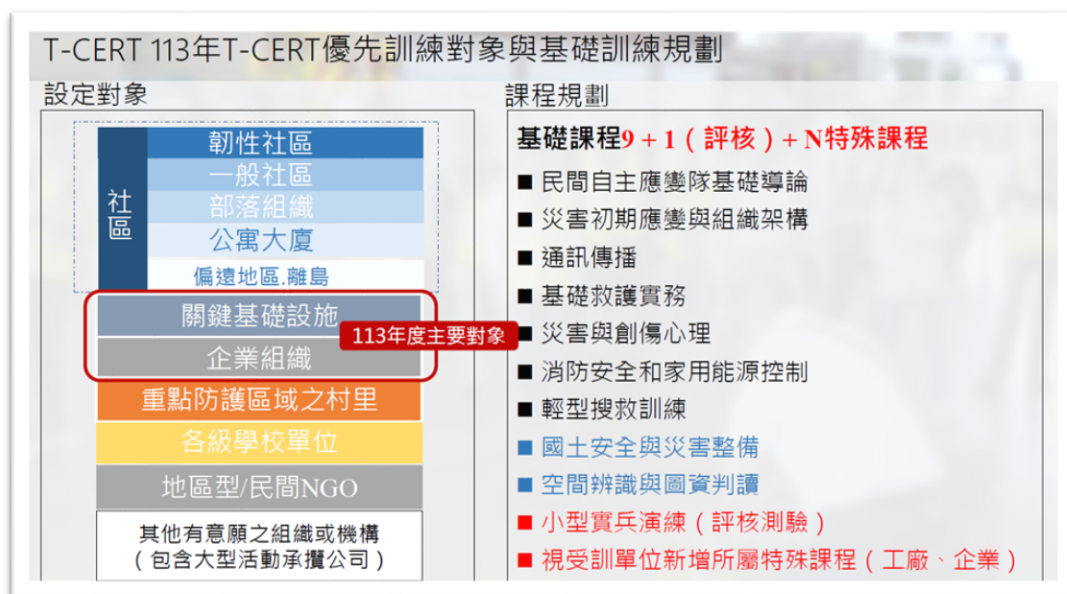 T-CERT 113年T-CERT優先訓練對象與基礎訓練規劃
設定對象
社區
韌性社區
一般社區
部落組織
公寓大廈
偏遠地區.離島
關鍵基礎設施
113年度主要對象
企業組織
重點防護區域之村里
各級學校單位
地區型/民間NGO
其他有意願之組織或機構
(包含大型活動承攬公司)
課程規劃
基礎課程9 + 1（評核）+ N特殊課程
■ 民間自主應變隊基礎導論
■ 災害初期應變與組織架構
■ 通訊傳播
■ 基礎救護實務
■ 災害與創傷心理
■ 消防安全和家用能源控制
■ 輕型搜救訓練
■ 國土安全與災害整備
■ 空間辨識與圖資判讀
■ 小型實兵演練（評核測驗）
■ 視受訓單位新增所屬特殊課程（工廠、企業）